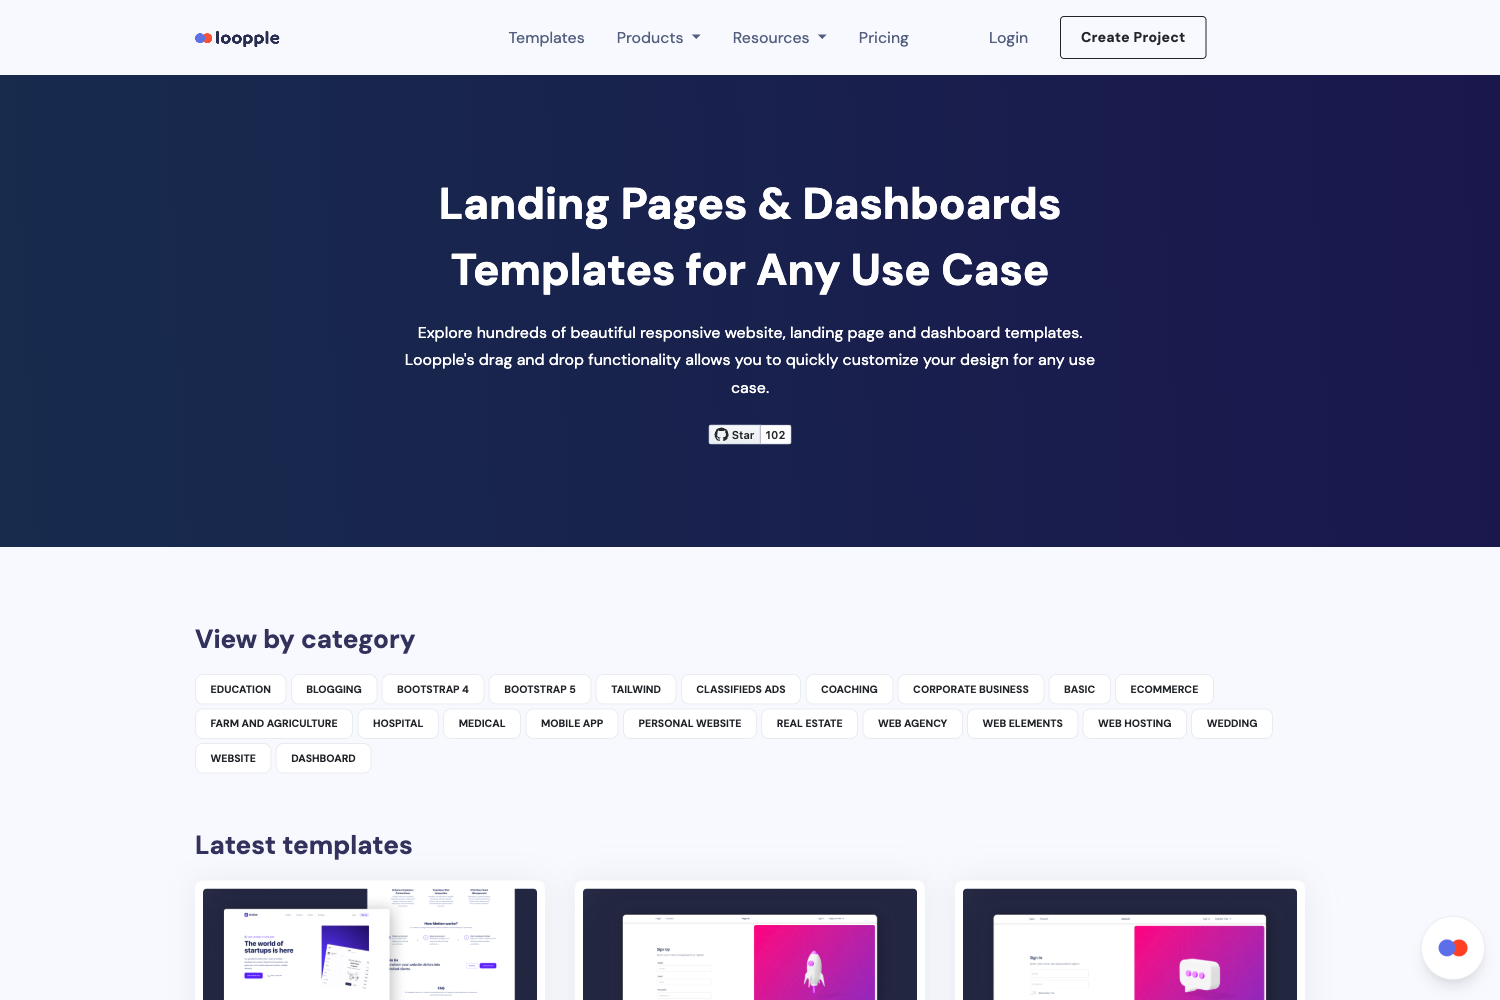 loopple
Templates
Products
Resources
Pricing
Login
Create Project
Landing Pages & Dashboards
Templates for Any Use Case
Explore hundreds of beautiful responsive website, landing page and dashboard templates.
Loopple's drag and drop functionality allows you to quickly customize your design for any use
case.
Star 102
View by category
EDUCATION BLOGGING BOOTSTRAP 4 BOOTSTRAP 5 TAILWIND CLASSIFIEDS ADS COACHING CORPORATE BUSINESS BASIC ECOMMERCE
FARM AND AGRICULTURE HOSPITAL MEDICAL MOBILE APP PERSONAL WEBSITE REAL ESTATE WEB AGENCY WEB ELEMENTS WEB HOSTING WEDDING
WEBSITE DASHBOARD
Latest templates
The world of
startups is here
How Motion works?
FAQ
Sign Up
Sign In